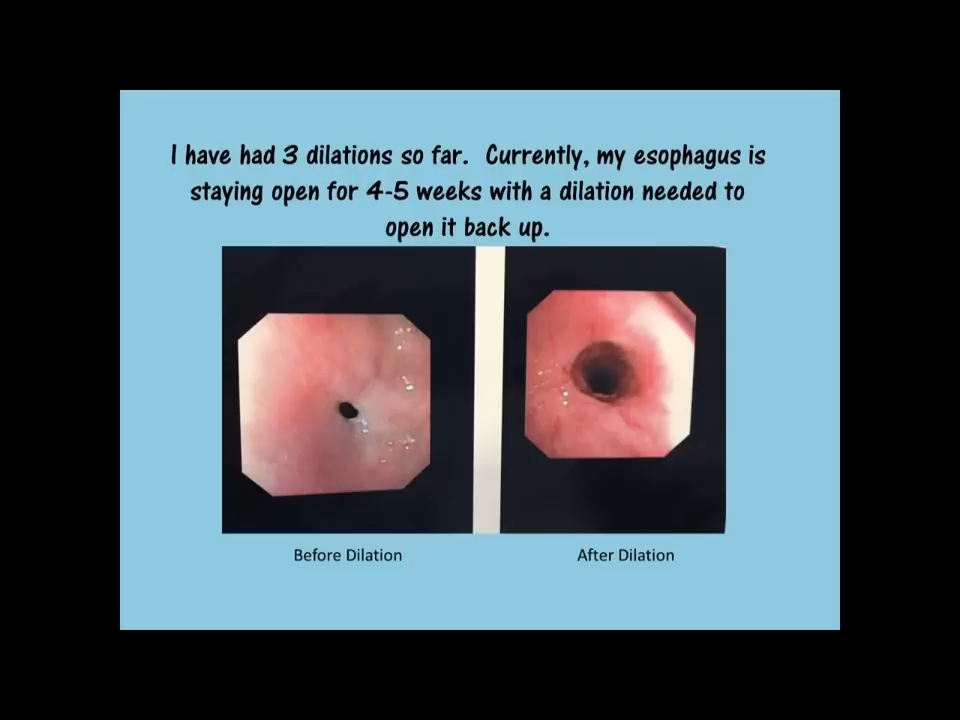 I have had 3 dilations so far.  Currently, my esophagus is
staying open for 4-5 weeks with a dilation needed to
open it back up.
Before Dilation
After Dilation